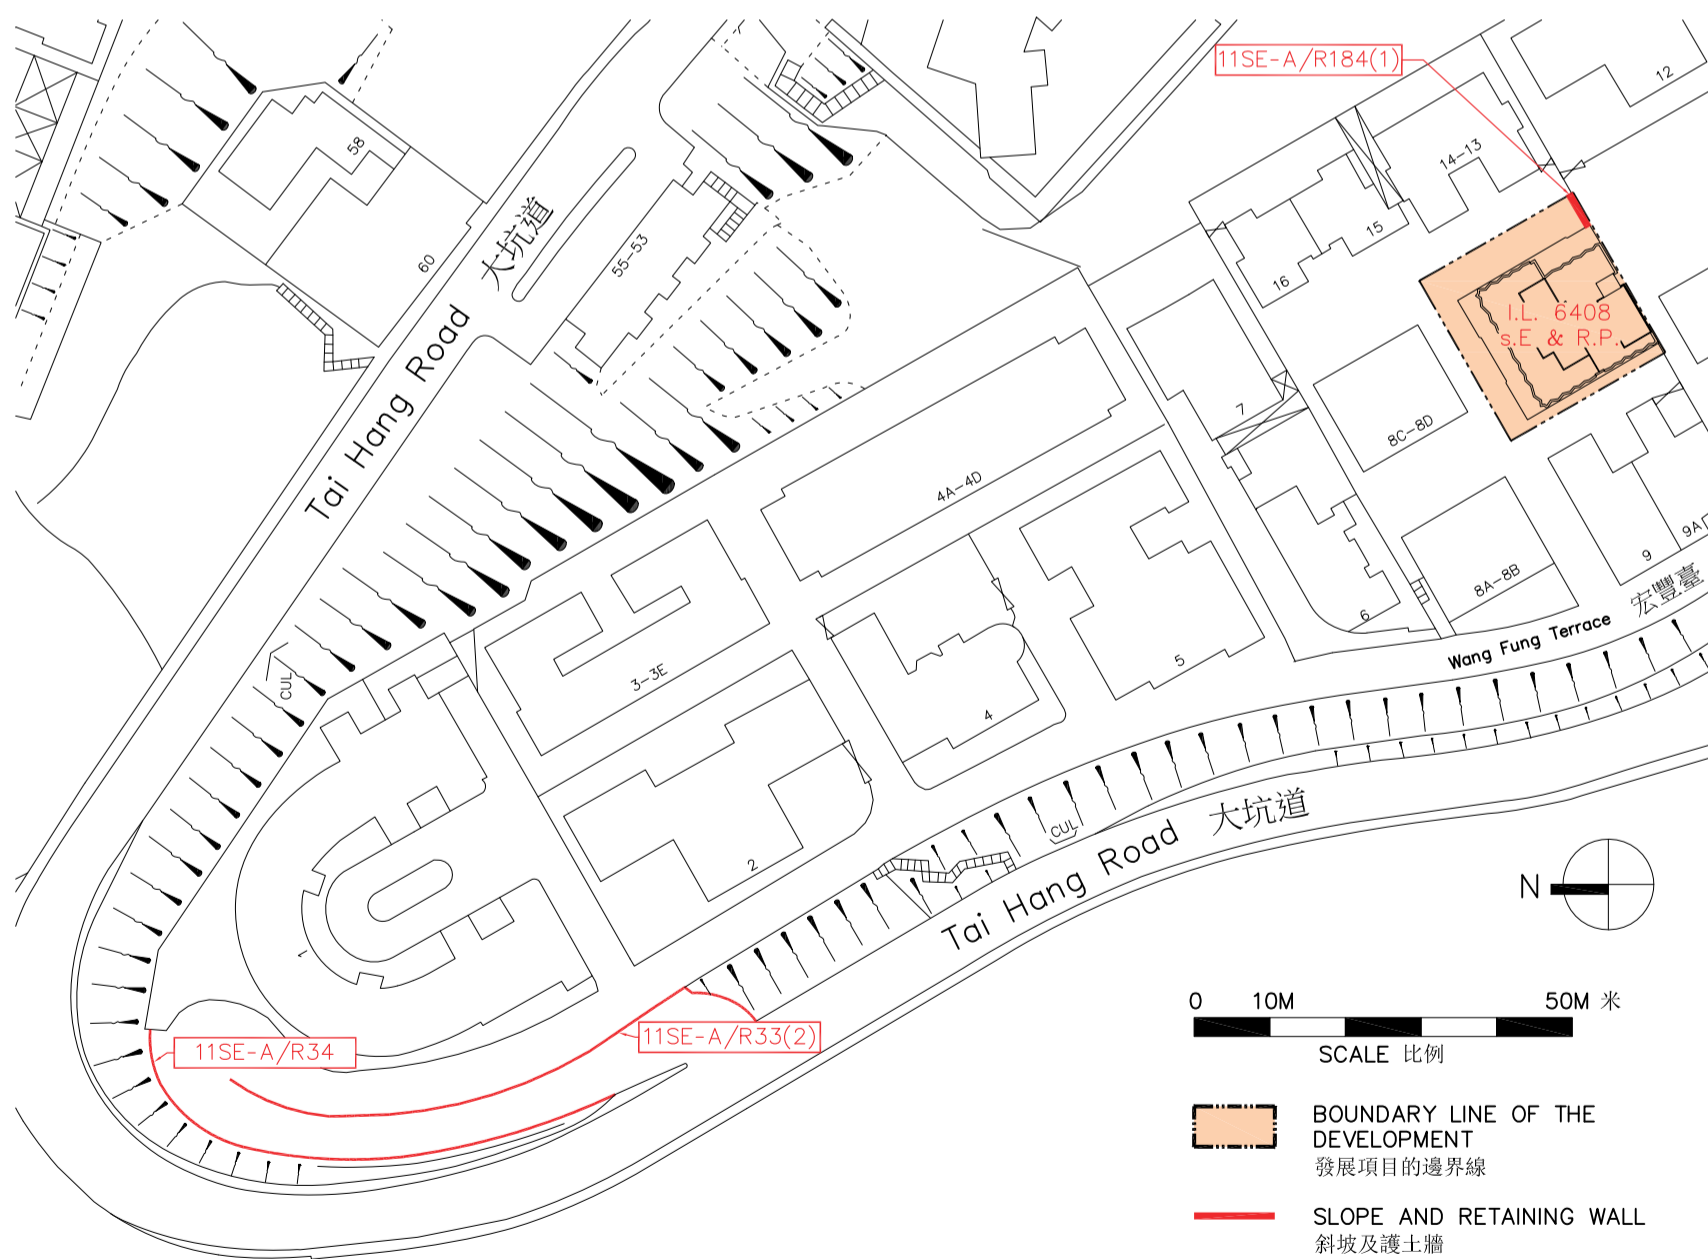 11SE-A/R184(1)
12
58
14-13
15
16
60
大坑道
55-53
Tai Hang Road
I.L. 6408
s.E & R.P.
7
8C-8D
4A-4D
9A
9
8A-8B
6
宏豐臺
Wang Fung Terrace
CUL
3-3E
5
4
2
1
CUL
大坑道
Tai Hang Road
N
11SE-A/R34
11SE-A/R33(2)
0 10M 50M 米
SCALE 比例
BOUNDARY LINE OF THE
DEVELOPMENT
發展項目的邊界線
SLOPE AND RETAINING WALL
斜坡及護土牆